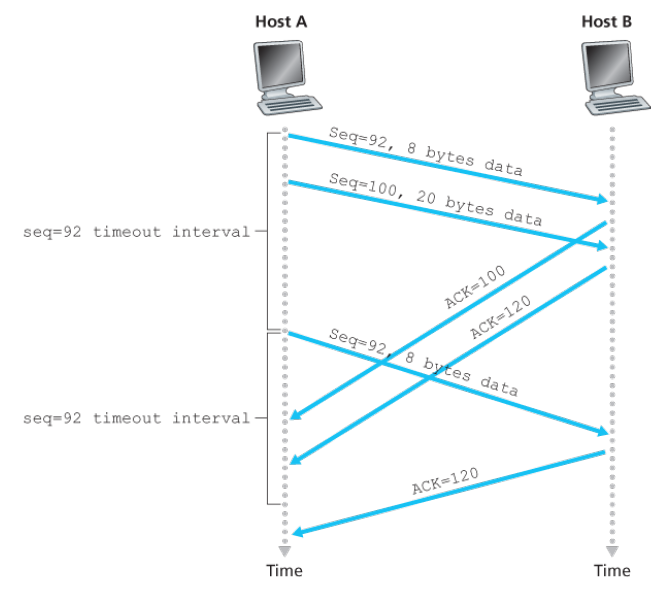 Host A
Host B
Seq=92, 8 bytes data
Seq=100, 20 bytes data
seq=92 timeout interval
ACK=100
ACK=120
Seq=92, 8 bytes data
seq=92 timeout interval
ACK=120
Time
Time